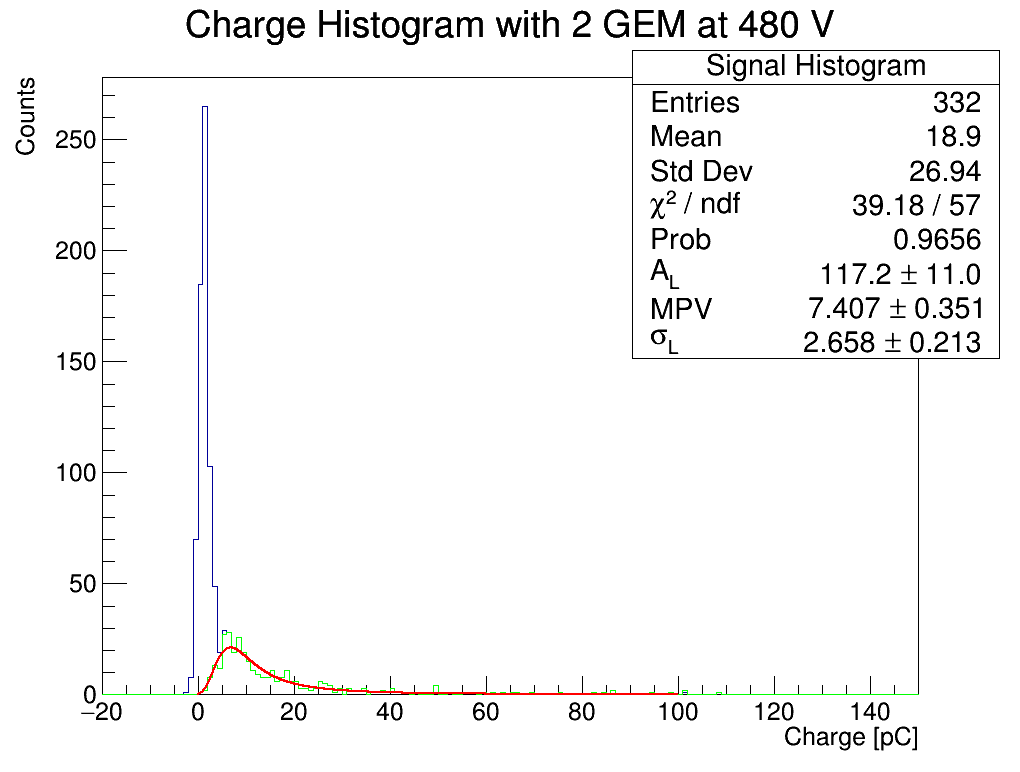 Charge Histogram with 2 GEM at 480 V
Signal Histogram
Entries 332
Mean 18.9
Std Dev 26.94
χ² / ndf 39.18 / 57
Prob 0.9656
A_L 117.2 ± 11.0
MPV 7.407 ± 0.351
σ_L 2.658 ± 0.213
Counts
250
200
150
100
50
0
−20 0 20 40 60 80 100 120 140
Charge [pC]